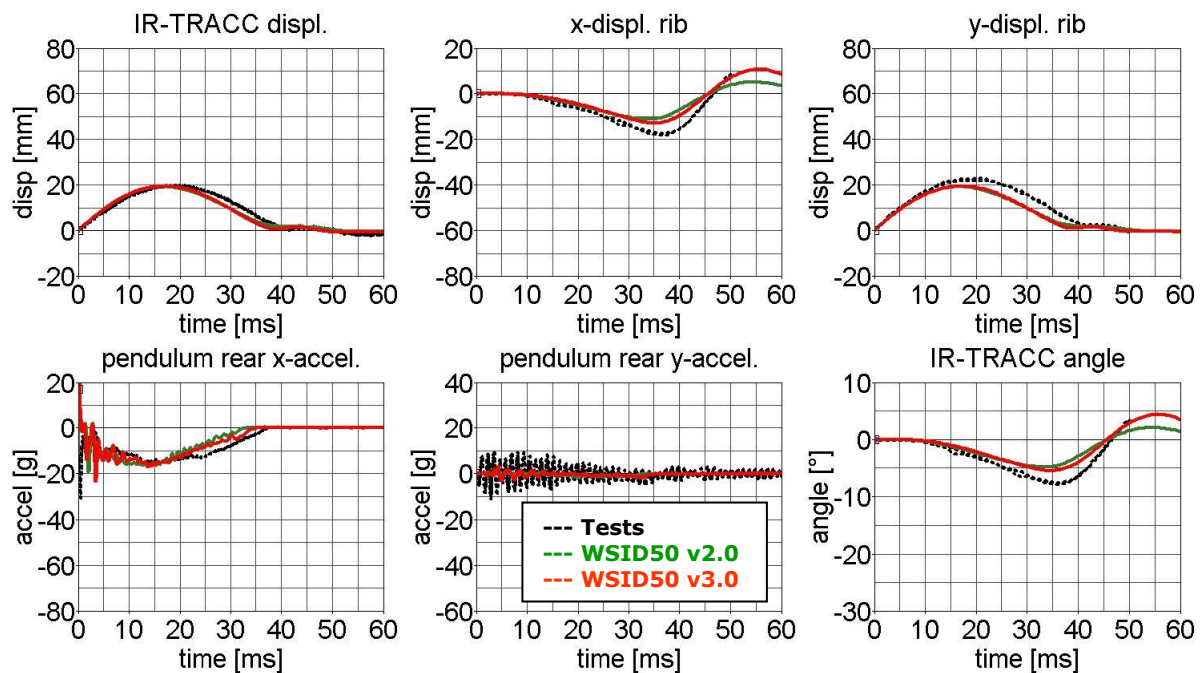 IR-TRACC displ.
disp [mm]
80
60
40
20
0
-20
0 10 20 30 40 50 60
time [ms]
x-displ. rib
disp [mm]
20
0
-20
-40
-60
-80
0 10 20 30 40 50 60
time [ms]
y-displ. rib
disp [mm]
80
60
40
20
0
-20
0 10 20 30 40 50 60
time [ms]
pendulum rear x-accel.
accel [g]
20
0
-20
-40
-60
-80
0 10 20 30 40 50 60
time [ms]
pendulum rear y-accel.
accel [g]
40
20
0
-20
-40
-60
0 10 20 30 40 50 60
time [ms]
--- Tests
--- WSID50 v2.0
--- WSID50 v3.0
IR-TRACC angle
angle [°]
10
0
-10
-20
-30
0 10 20 30 40 50 60
time [ms]